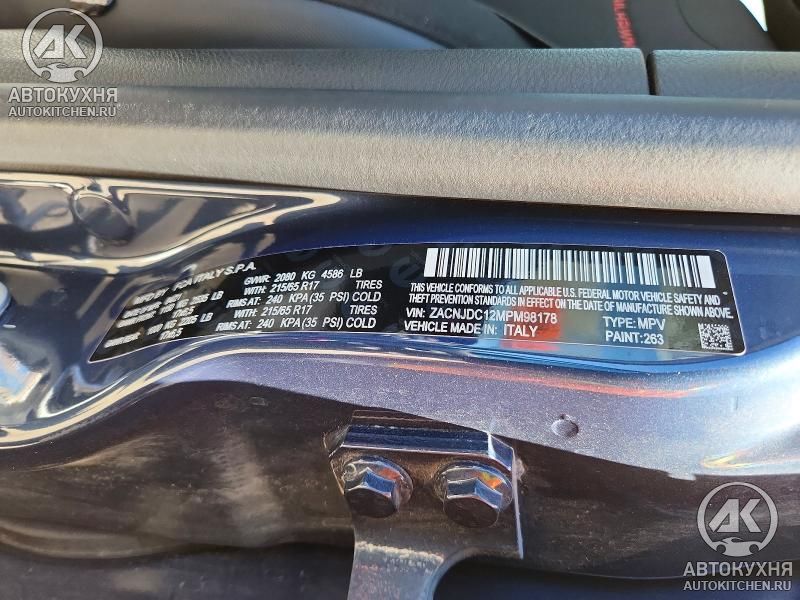 АК
АВТОКУХНЯ
AUTOKITCHEN.RU
MFD BY FCA ITALY S.P.A.
GVWR: 2080 KG 4586 LB
WITH: 215/65 R17 TIRES
RIMS AT: 240 KPA (35 PSI) COLD
WITH: 215/65 R17 TIRES
RIMS AT: 240 KPA (35 PSI) COLD
THIS VEHICLE CONFORMS TO ALL APPLICABLE U.S. FEDERAL MOTOR VEHICLE SAFETY AND
THEFT PREVENTION STANDARDS IN EFFECT ON THE DATE OF MANUFACTURE SHOWN ABOVE.
VIN: ZACNJDC12MPM98178 TYPE: MPV
MADE IN: ITALY PAINT:263
АК
АВТОКУХНЯ
AUTOKITCHEN.RU